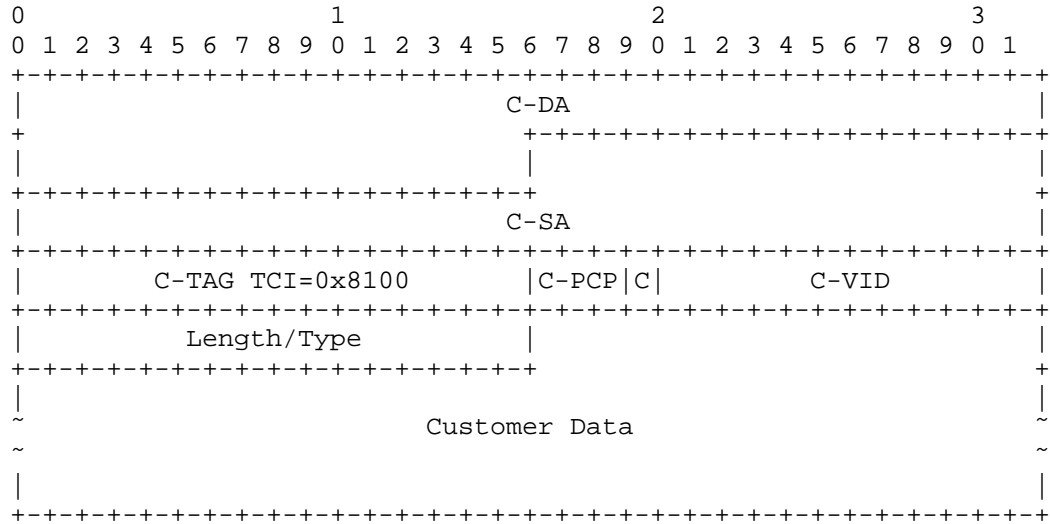 0                   1                   2                   3
0 1 2 3 4 5 6 7 8 9 0 1 2 3 4 5 6 7 8 9 0 1 2 3 4 5 6 7 8 9 0 1
+-+-+-+-+-+-+-+-+-+-+-+-+-+-+-+-+-+-+-+-+-+-+-+-+-+-+-+-+-+-+-+-+
|                              C-DA                             |
+                               +-+-+-+-+-+-+-+-+-+-+-+-+-+-+-+-+
|                               |                               |
+-+-+-+-+-+-+-+-+-+-+-+-+-+-+-+-+                               +
|                              C-SA                             |
+-+-+-+-+-+-+-+-+-+-+-+-+-+-+-+-+-+-+-+-+-+-+-+-+-+-+-+-+-+-+-+-+
|        C-TAG TCI=0x8100       |C-PCP|C|         C-VID         |
+-+-+-+-+-+-+-+-+-+-+-+-+-+-+-+-+-+-+-+-+-+-+-+-+-+-+-+-+-+-+-+-+
|          Length/Type          |                               |
+-+-+-+-+-+-+-+-+-+-+-+-+-+-+-+-+                               +
|                                                               |
~                         Customer Data                         ~
~                                                               ~
|                                                               |
+-+-+-+-+-+-+-+-+-+-+-+-+-+-+-+-+-+-+-+-+-+-+-+-+-+-+-+-+-+-+-+-+